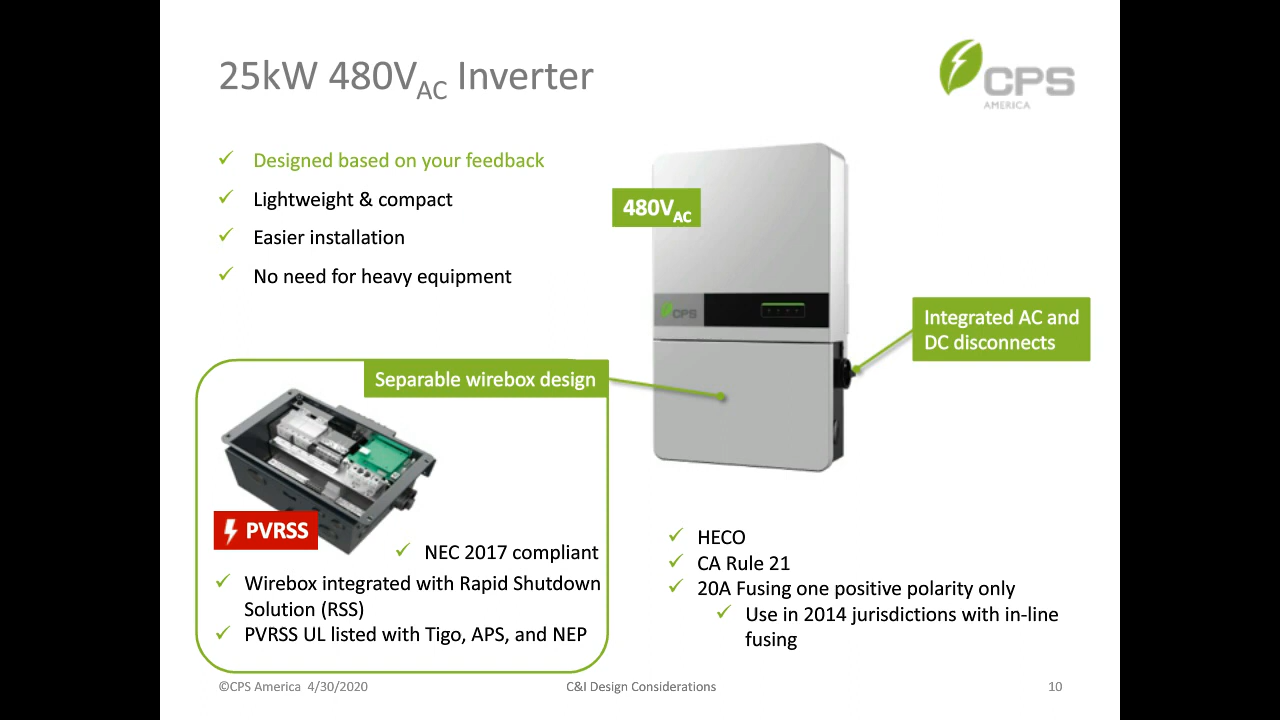 25kW 480VAC Inverter
CPS
AMERICA
✓ Designed based on your feedback
✓ Lightweight & compact
✓ Easier installation
✓ No need for heavy equipment
480VAC
CPS
Integrated AC and
DC disconnects
Separable wirebox design
PVRSS
✓ NEC 2017 compliant
✓ Wirebox integrated with Rapid Shutdown
Solution (RSS)
✓ PVRSS UL listed with Tigo, APS, and NEP
✓ HECO
✓ CA Rule 21
✓ 20A Fusing one positive polarity only
✓ Use in 2014 jurisdictions with in-line
fusing
©CPS America 4/30/2020
C&I Design Considerations
10